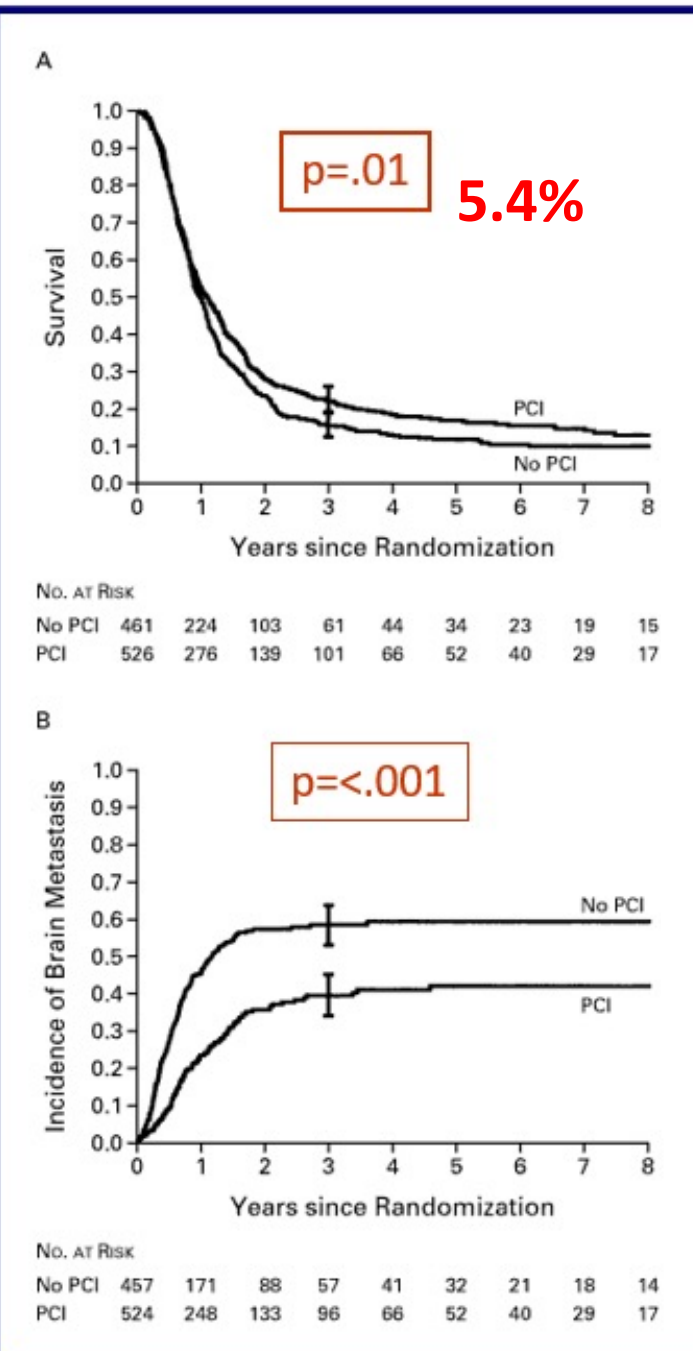 A
1.0
0.9
p=.01
0.8
5.4%
0.7
0.6
Survival
0.5
0.4
0.3
0.2
PCI
0.1
No PCI
0.0
0 1 2 3 4 5 6 7 8
Years since Randomization
No. at Risk
No PCI 461 224 103 61 44 34 23 19 15
PCI 526 276 139 101 66 52 40 29 17
B
1.0
p=<.001
0.9
0.8
0.7
Incidence of Brain Metastasis
0.6
No PCI
0.5
0.4
PCI
0.3
0.2
0.1
0.0
0 1 2 3 4 5 6 7 8
Years since Randomization
No. at Risk
No PCI 457 171 88 57 41 32 21 18 14
PCI 524 248 133 96 66 52 40 29 17